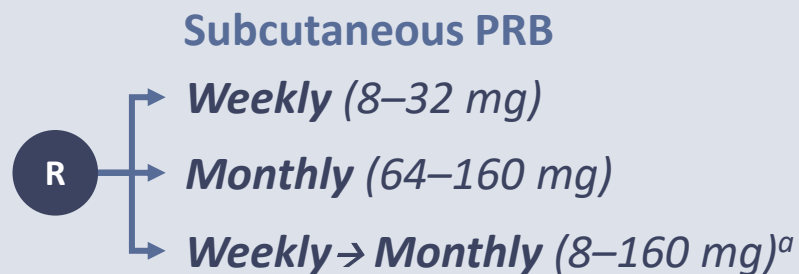 Subcutaneous PRB
Weekly (8–32 mg)
R
Monthly (64–160 mg)
Weekly→ Monthly (8–160 mg)a